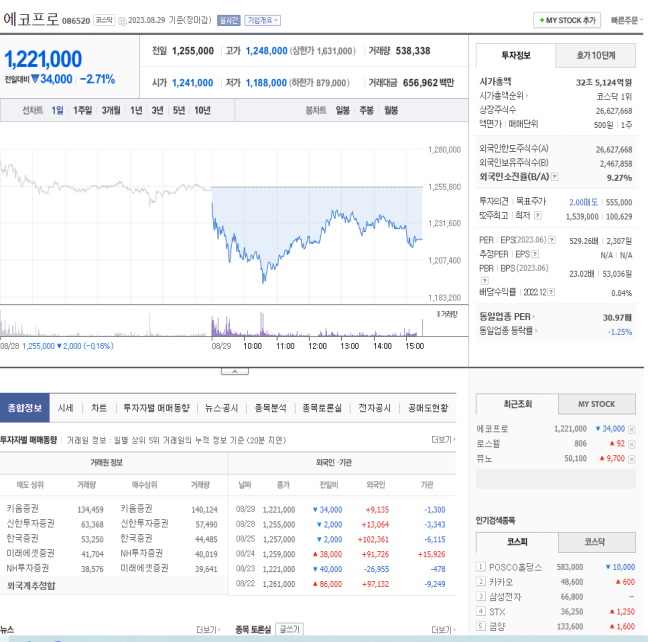 에코프로 086520 코스닥 2023.08.29 기준(장마감) 실시간 기업개요
MY STOCK 추가 빠른주문
1,221,000
전일대비 ▼34,000 -2.71%
전일 1,255,000 고가 1,248,000 (상한가 1,631,000) 거래량 538,338
시가 1,241,000 저가 1,188,000 (하한가 879,000) 거래대금 656,962 백만
선차트 1일 1주일 3개월 1년 3년 5년 10년 봉차트 일봉 주봉 월봉
1,280,000
1,255,800
1,231,600
1,207,400
1,183,200
거래량
08/28 1,255,000 ▼2,000 (-0.16%) 08/29 10:00 11:00 12:00 13:00 14:00 15:00
투자정보 호가10단계
시가총액 32조 5,124억원
시가총액순위 코스닥 1위
상장주식수 26,627,668
액면가 매매단위 500원 1주
외국인한도주식수(A) 26,627,668
외국인보유주식수(B) 2,467,858
외국인소진율(B/A) 9.27%
투자의견 목표주가 2.00매도 555,000
52주최고 최저 1,539,000 100,629
PER EPS(2023.06) 529.26배 2,307원
추정PER EPS N/A N/A
PBR BPS (2023.06) 23.02배 53,036원
배당수익률 2022.12 0.04%
동일업종 PER 30.97배
동일업종 등락률 -1.25%
종합정보 시세 차트 투자자별 매매동향 뉴스공시 종목분석 종목토론실 전자공시 공매도현황
투자자별 매매동향 거래원 정보 : 일별 상위 5위 거래원의 누적 정보 기준 (20분 지연) 더보기
거래원 정보 외국인·기관
매도 상위 거래량 매수상위 거래량 날짜 종가 전일비 외국인 기관
키움증권 134,459 키움증권 140,124 08/29 1,221,000 ▼ 34,000 +9,135 -1,300
신한투자증권 63,368 신한투자증권 57,490 08/28 1,255,000 ▼ 2,000 +13,064 -3,343
한국증권 53,250 한국증권 44,485 08/25 1,257,000 ▼ 2,000 +102,361 -6,115
미래에셋증권 41,704 NH투자증권 40,019 08/24 1,259,000 ▲ 38,000 +91,726 +15,926
NH투자증권 38,576 미래에셋증권 39,641 08/23 1,221,000 ▼ 40,000 -26,955 -478
외국계추정합 08/22 1,261,000 ▲ 86,000 +97,132 -9,249
뉴스 더보기 종목 토론실 글쓰기 더보기
최근조회 MY STOCK
에코프로 1,221,000 ▼ 34,000
로스웰 806 ▲ 92
뷰노 50,100 ▲ 9,700
인기검색종목
코스피 코스닥
1 POSCO홀딩스 583,000 ▼ 10,000
2 카카오 48,600 ▲ 600
3 삼성전자 66,800 -
4 STX 36,250 ▲ 1,250
5 금양 133,600 ▲ 1,600